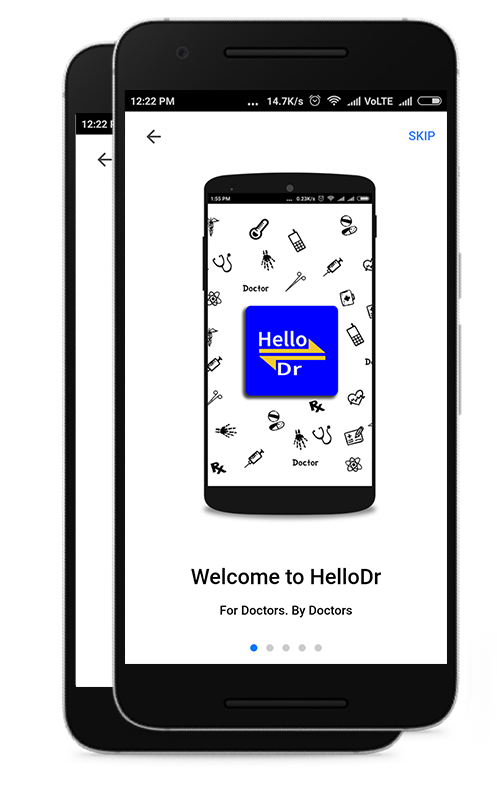 12:22 PM
... 14.7K/s VoLTE
12:22 P
SKIP
1:55 PM
... 0.23K/s
Doctor
Hello
Dr
D
Rx
Rx
Doctor
Welcome to HelloDr
For Doctors. By Doctors